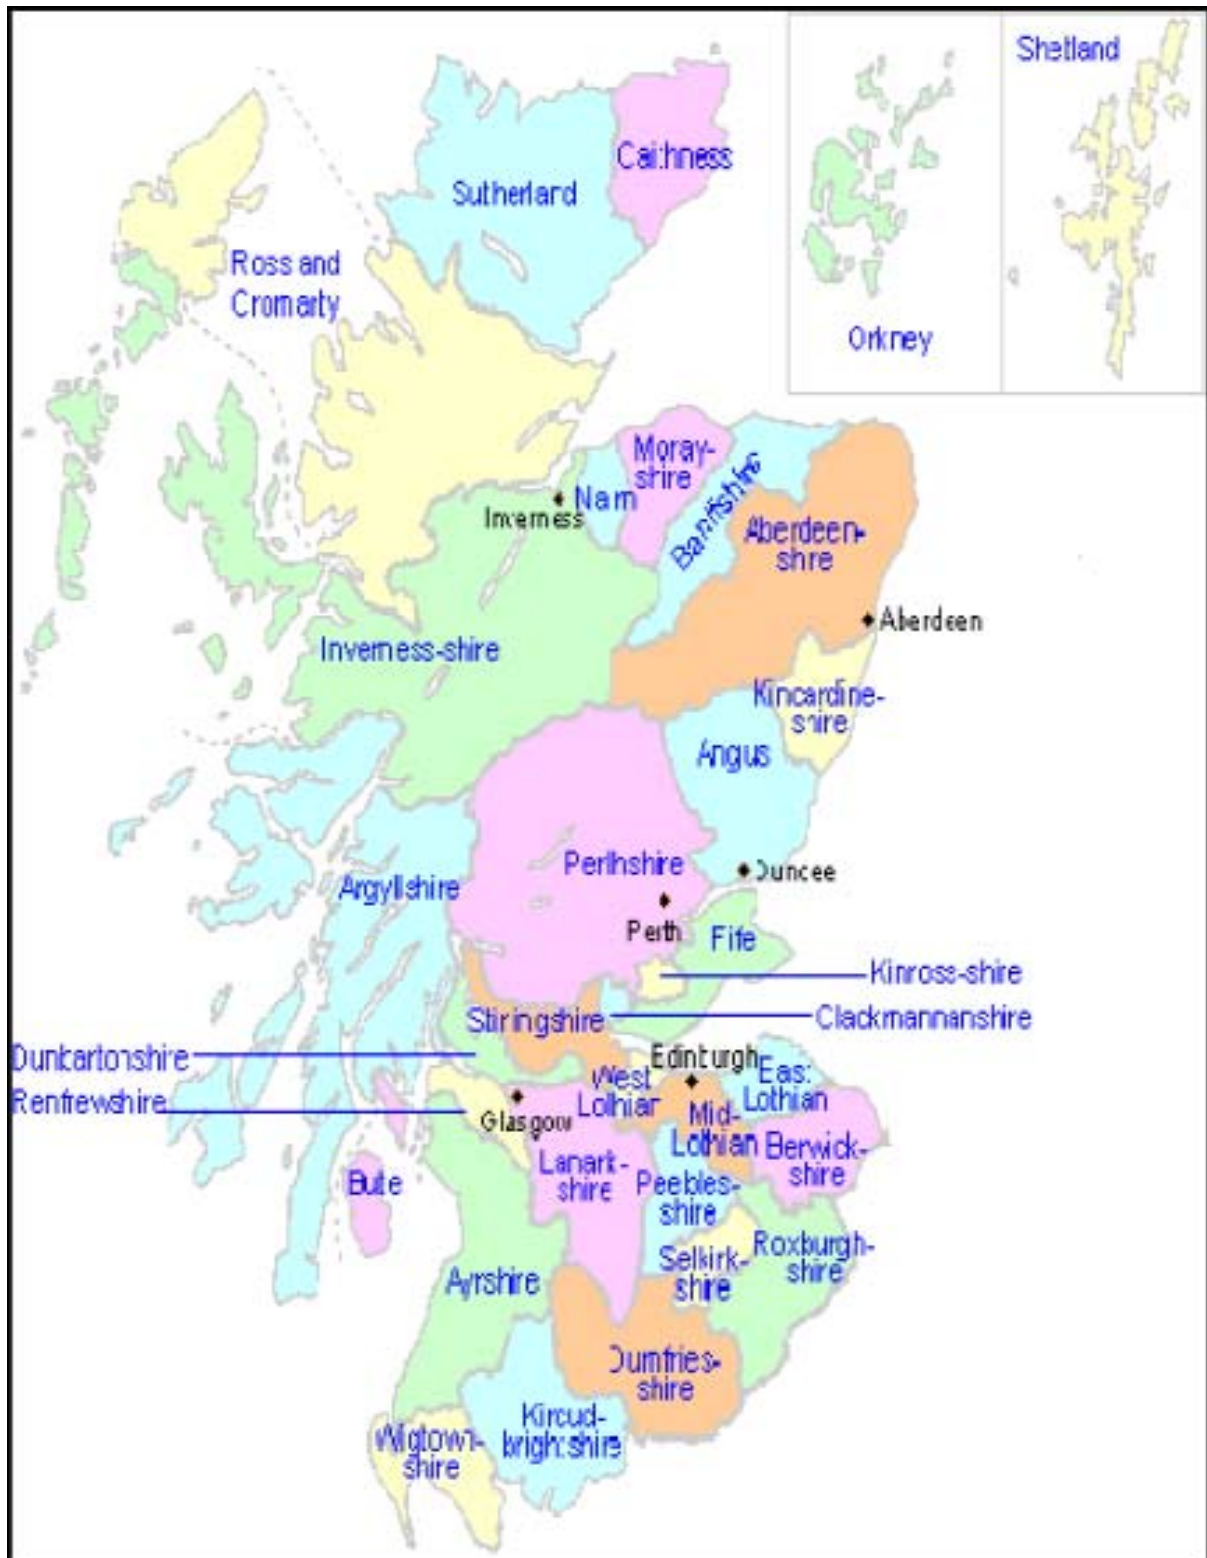 Shetland
Caithness
Sutherland
Ross and
Cromarty
Orkney
Moray-
shire
Banffshire
Nairn
Inverness
Aberdeen-
shire
Aberdeen
Inverness-shire
Kincardine-
shire
Angus
Perthshire
Dundee
Argyllshire
Perth
Fife
Kinross-shire
Stirlingshire
Clackmannanshire
Dunbartonshire
Edinburgh
Renfrewshire
West
Lothian
East
Lothian
Glasgow
Mid-
Lothian
Berwick-
shire
Lanark-
shire
Bute
Peebles-
shire
Selkirk-
shire
Roxburgh-
shire
Ayrshire
Dumfries-
shire
Kircud-
brightshire
Wigtown-
shire